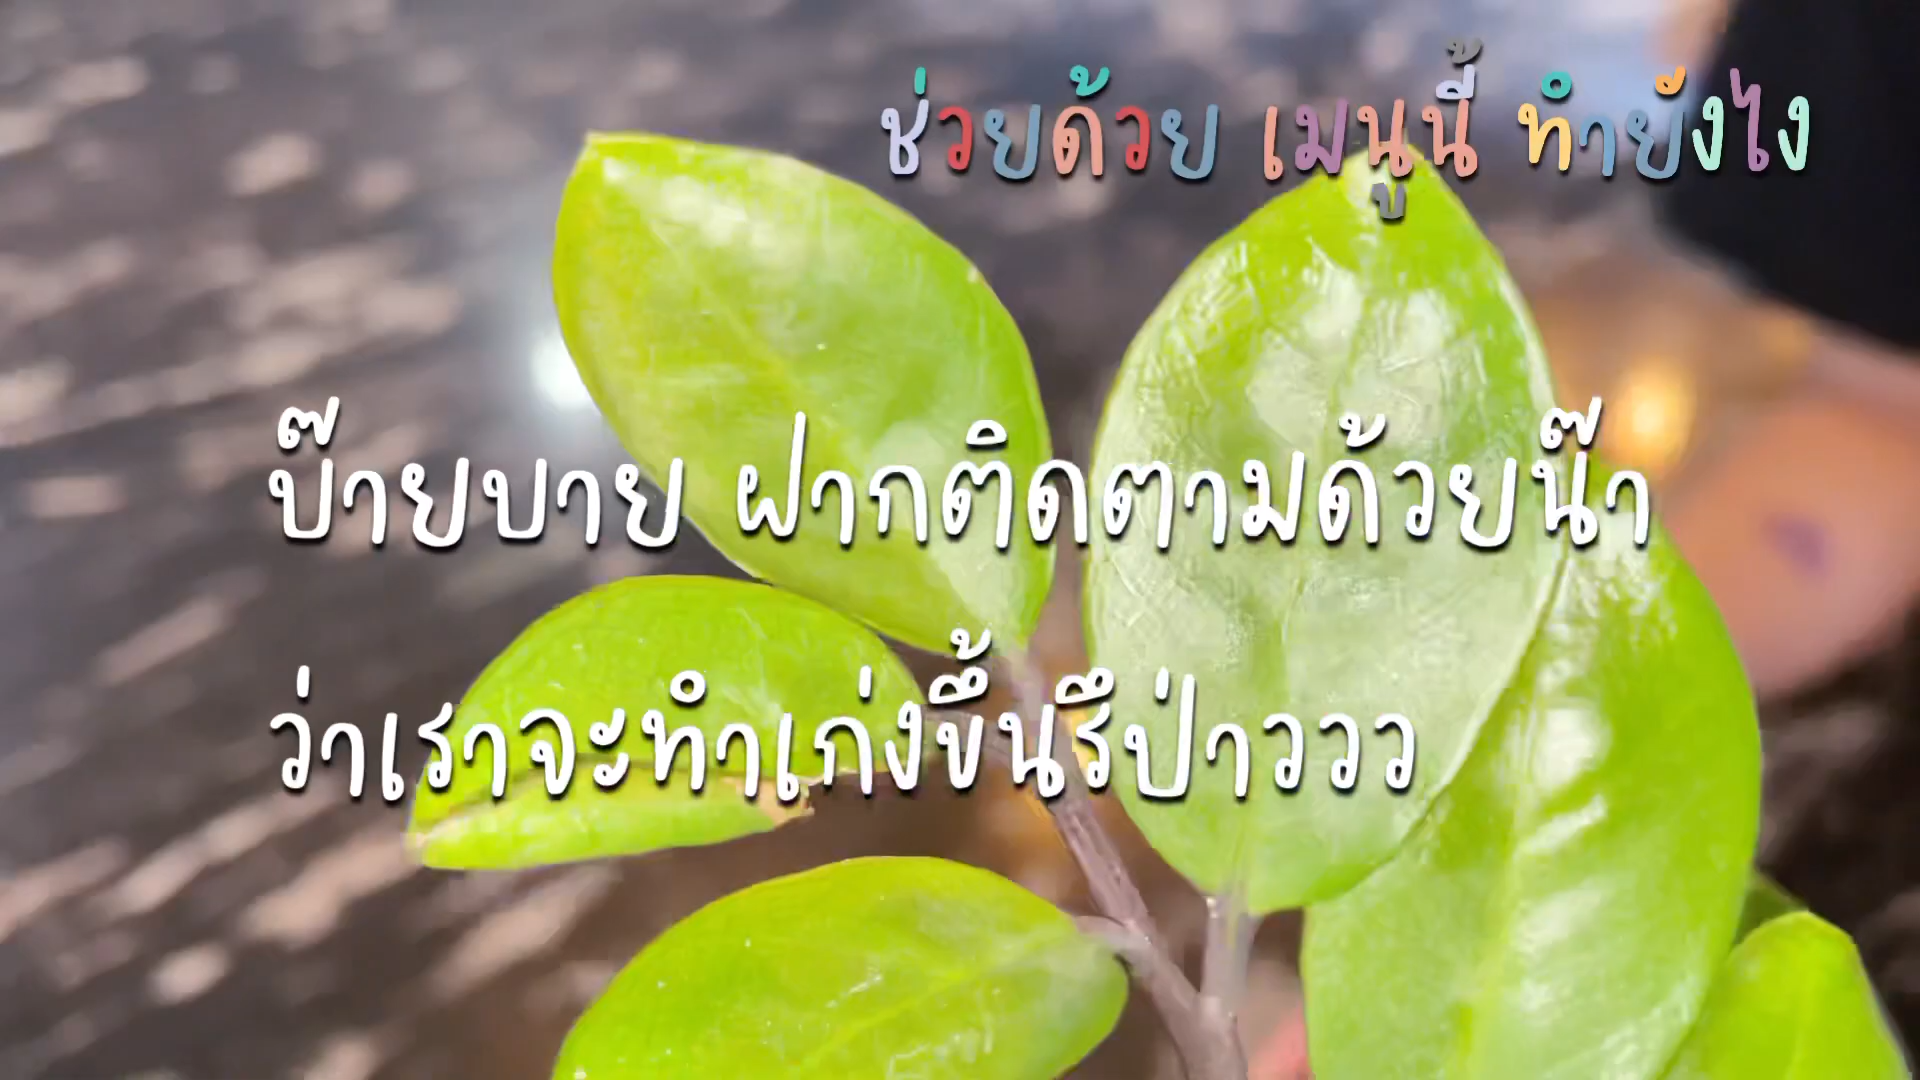 ช่วยด้วย เมนูนี้ ทำยังไง
บ๊ายบาย ฝากติดตามด้วยน๊า
ว่าเราจะทำเก่งขึ้นรึป่าววว